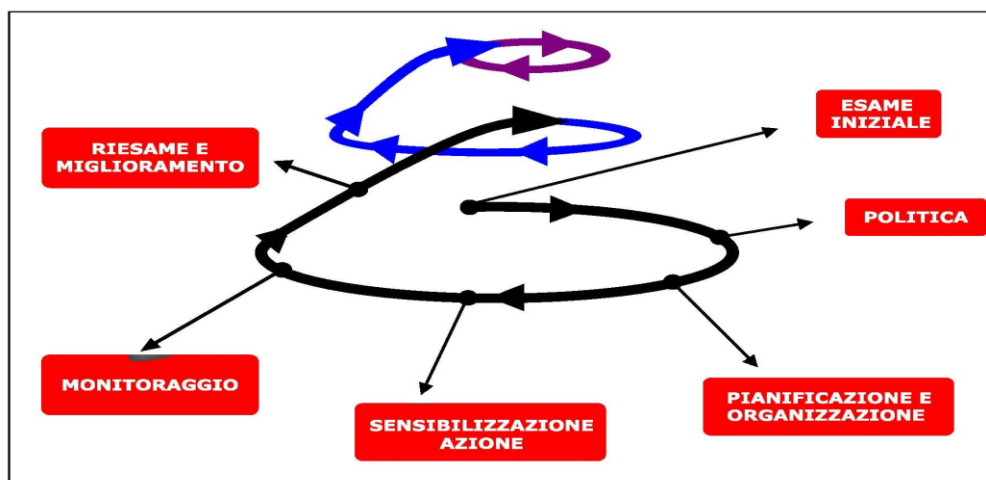 ESAME
INIZIALE
RIESAME E
MIGLIORAMENTO
POLITICA
MONITORAGGIO
PIANIFICAZIONE E
ORGANIZZAZIONE
SENSIBILIZZAZIONE
AZIONE